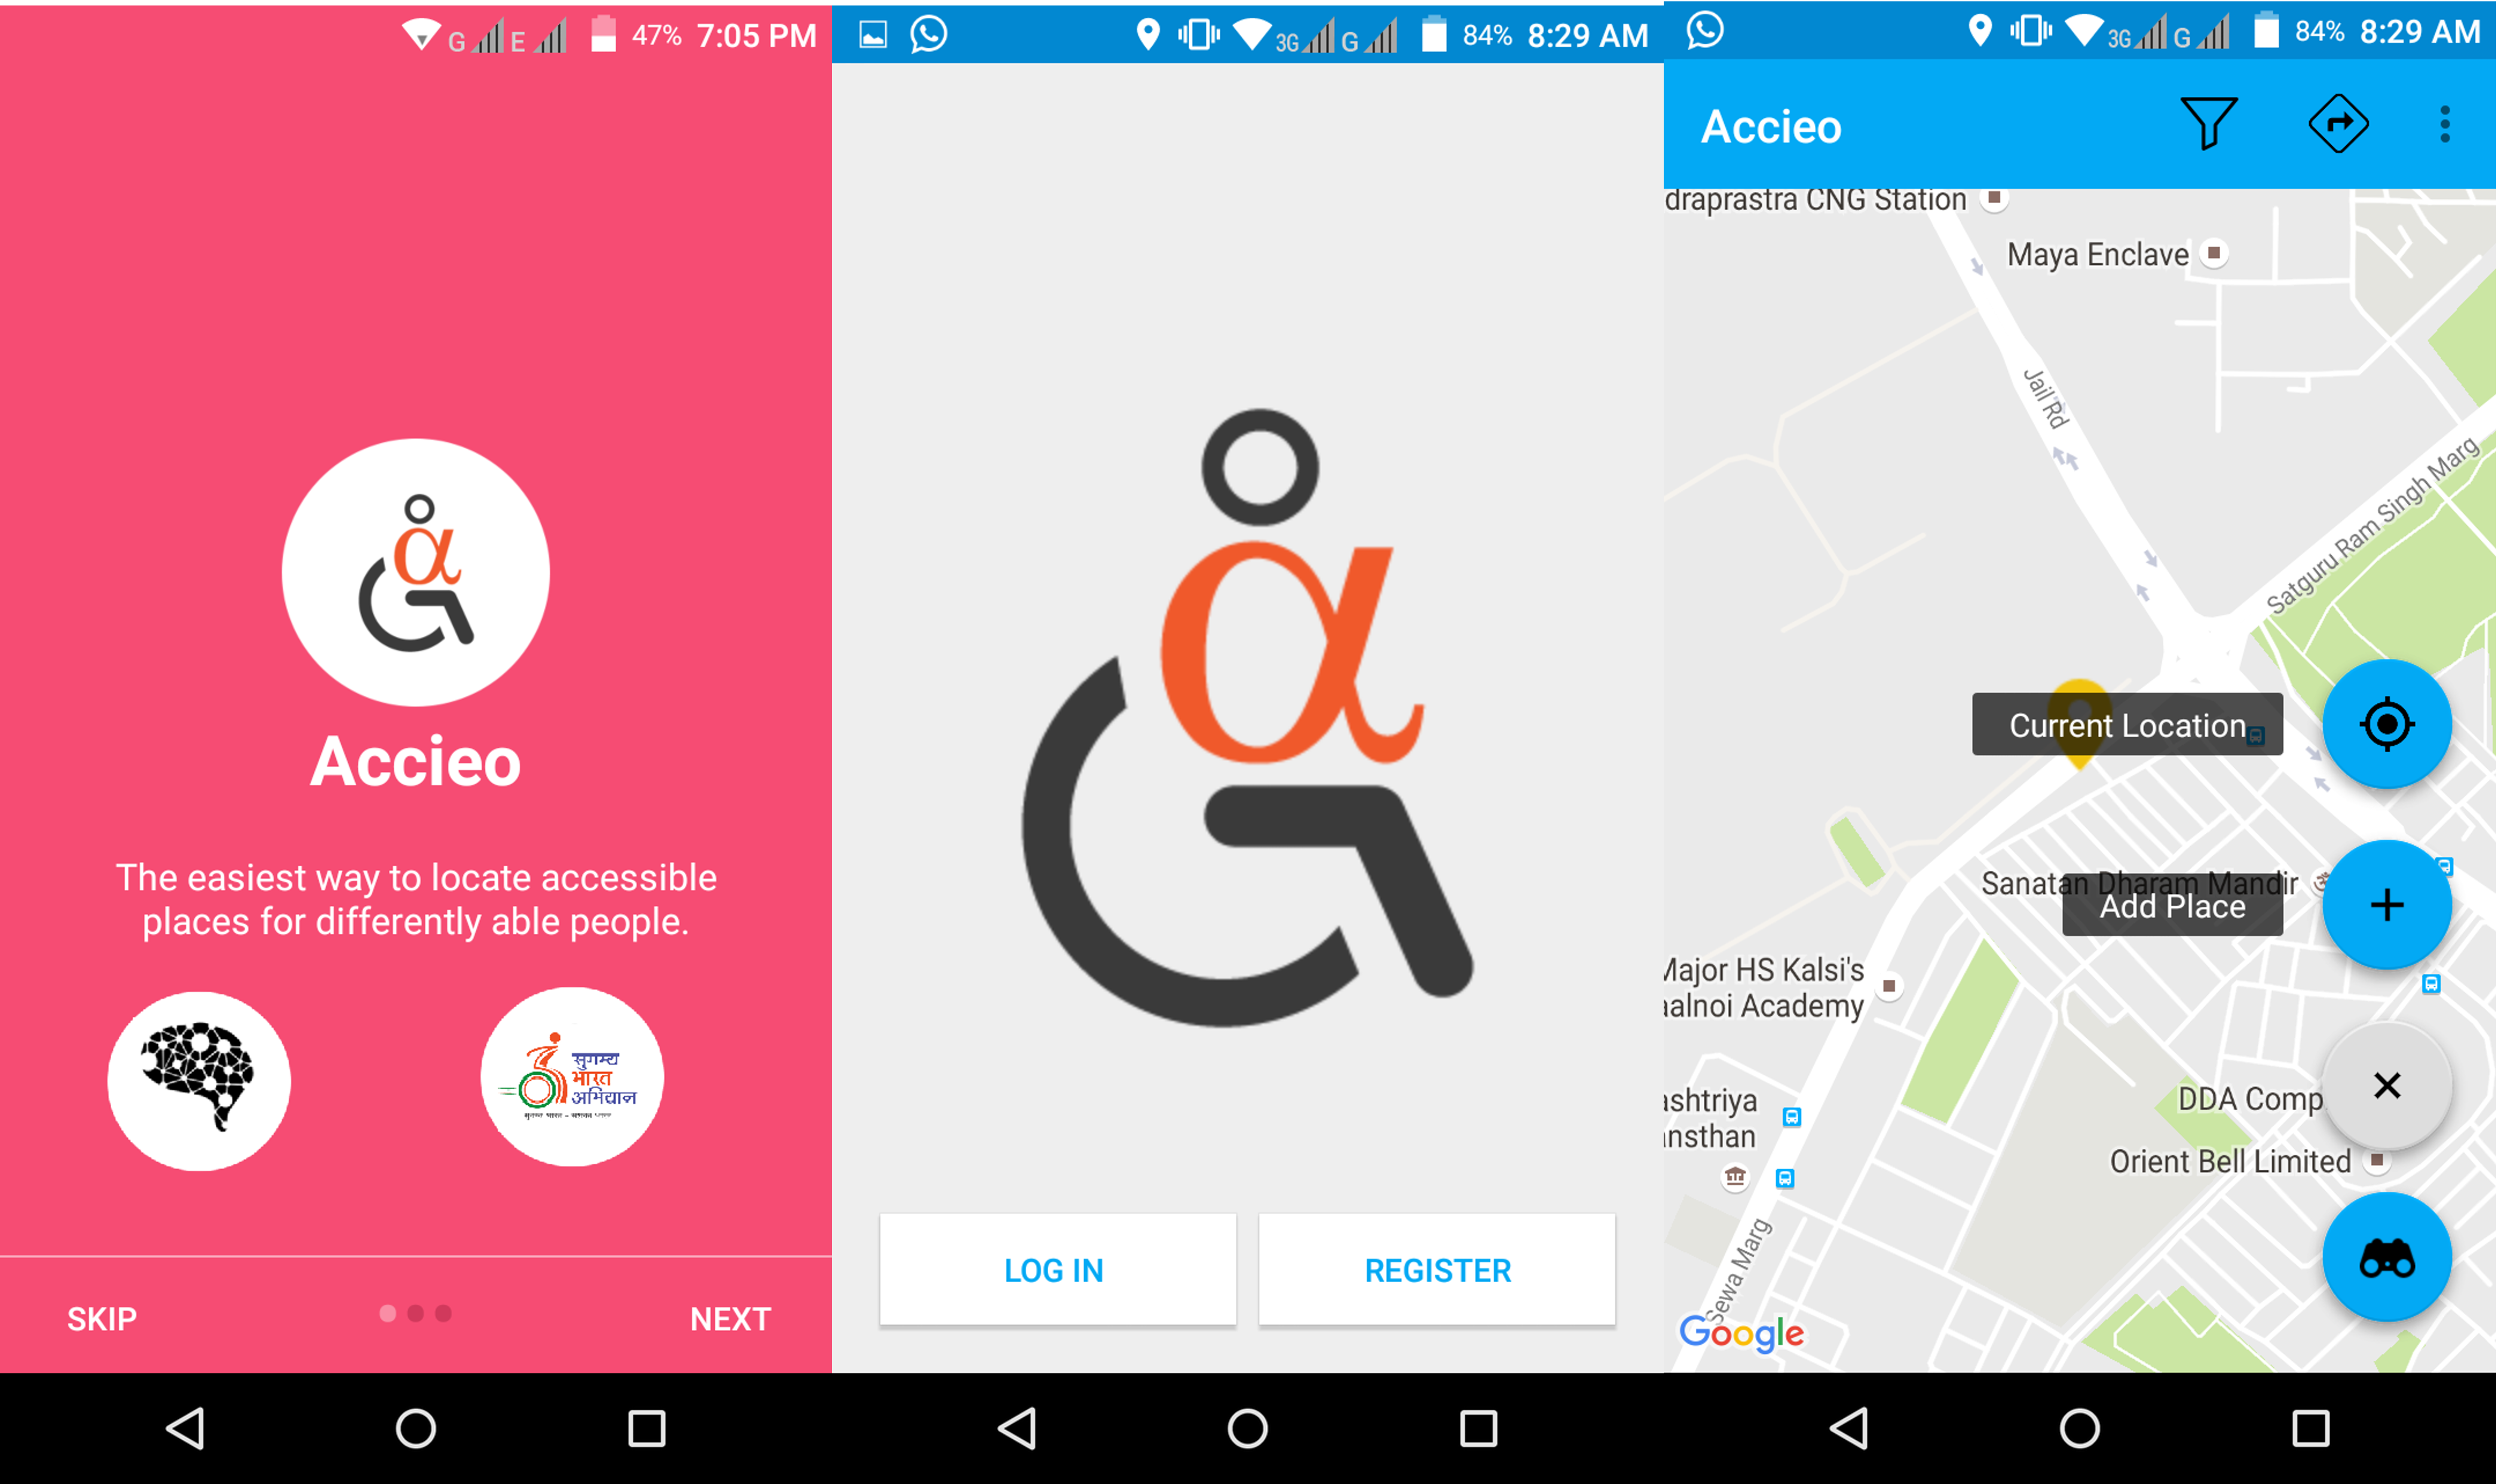 G E 47% 7:05 PM
Accieo
The easiest way to locate accessible
places for differently able people.
सुगम्य
भारत
अभियान
SKIP
NEXT
3G G 84% 8:29 AM
α
LOG IN
REGISTER
3G G 84% 8:29 AM
Accieo
draprastra CNG Station
Maya Enclave
Jail Rd
Satguru Ram Singh Marg
Current Location
Sanatan Dharam Mandir
Add Place
Major HS Kalsi's
aalnoi Academy
ashtriya
ansthan
DDA Comp
Orient Bell Limited
Sewa Marg
Google